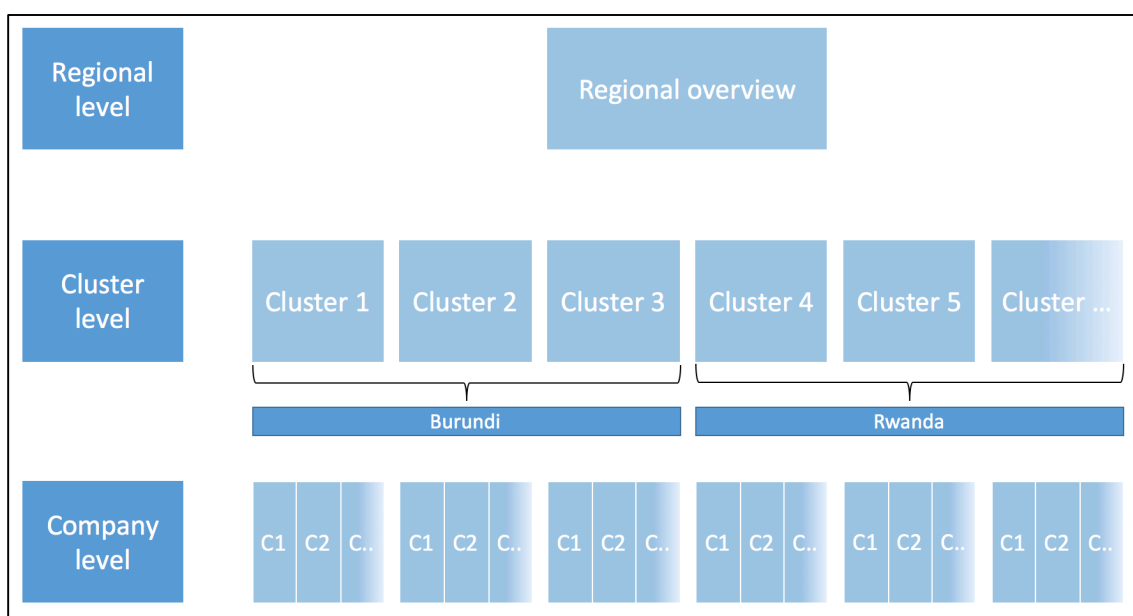 Regional
level
Regional overview
Cluster
level
Cluster 1
Cluster 2
Cluster 3
Cluster 4
Cluster 5
Cluster ...
Burundi
Rwanda
Company
level
C1 C2 C..
C1 C2 C..
C1 C2 C..
C1 C2 C..
C1 C2 C..
C1 C2 C..